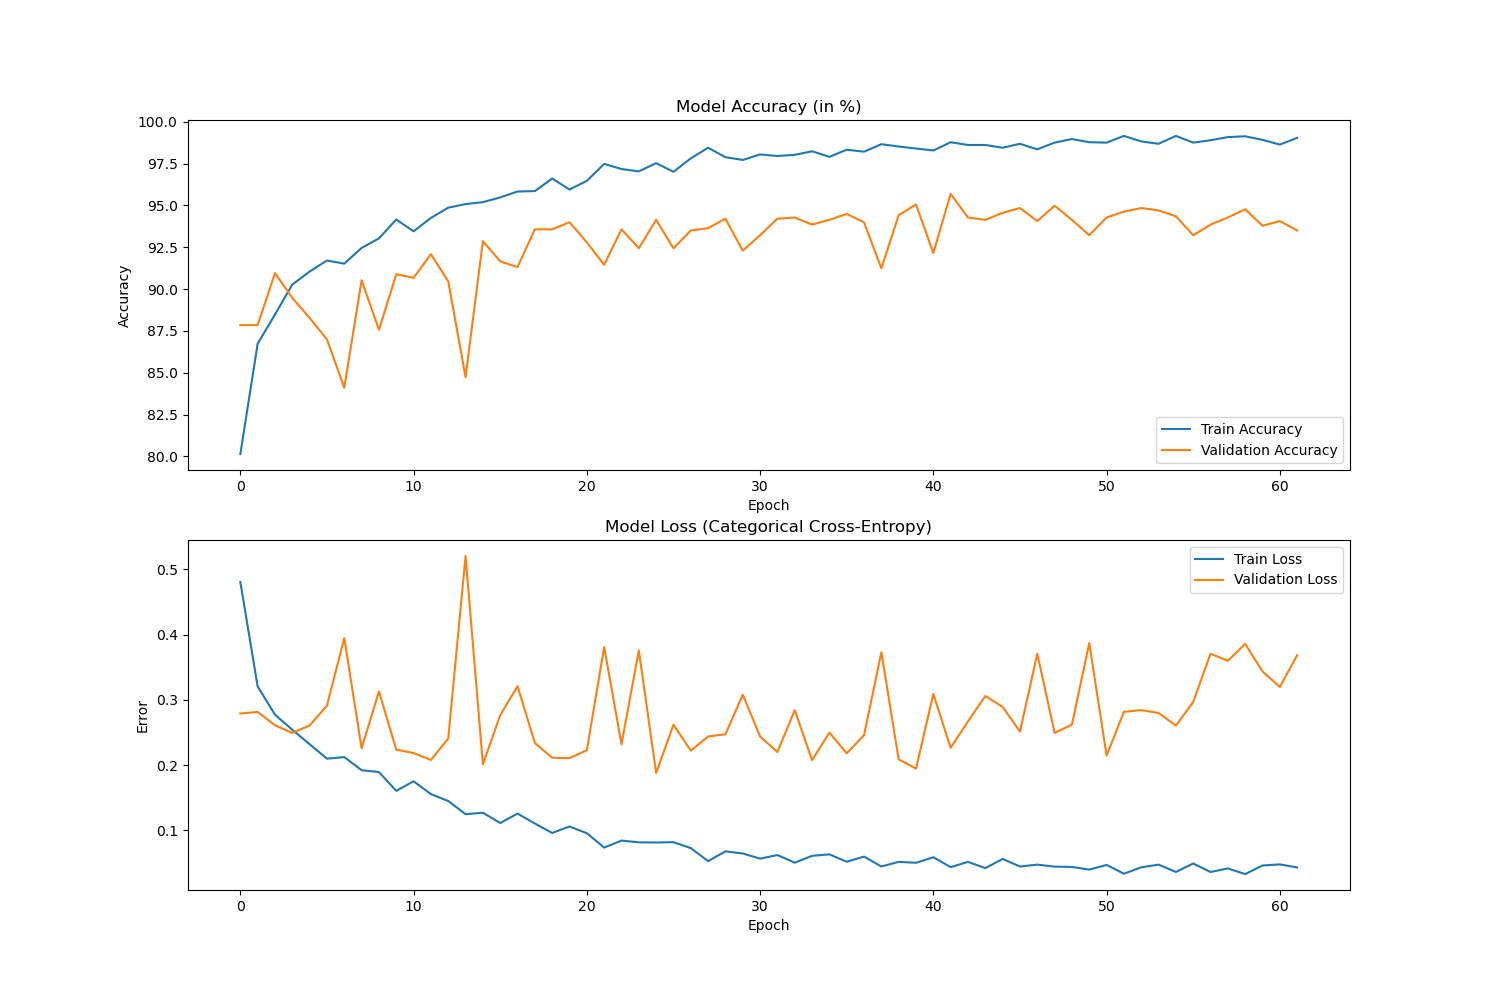 Model Accuracy (in %)
100.0
97.5
95.0
92.5
90.0
87.5
85.0
82.5
80.0
Accuracy
Train Accuracy
Validation Accuracy
0 10 20 30 40 50 60
Epoch
Model Loss (Categorical Cross-Entropy)
Train Loss
Validation Loss
0.5
0.4
0.3
0.2
0.1
Error
0 10 20 30 40 50 60
Epoch